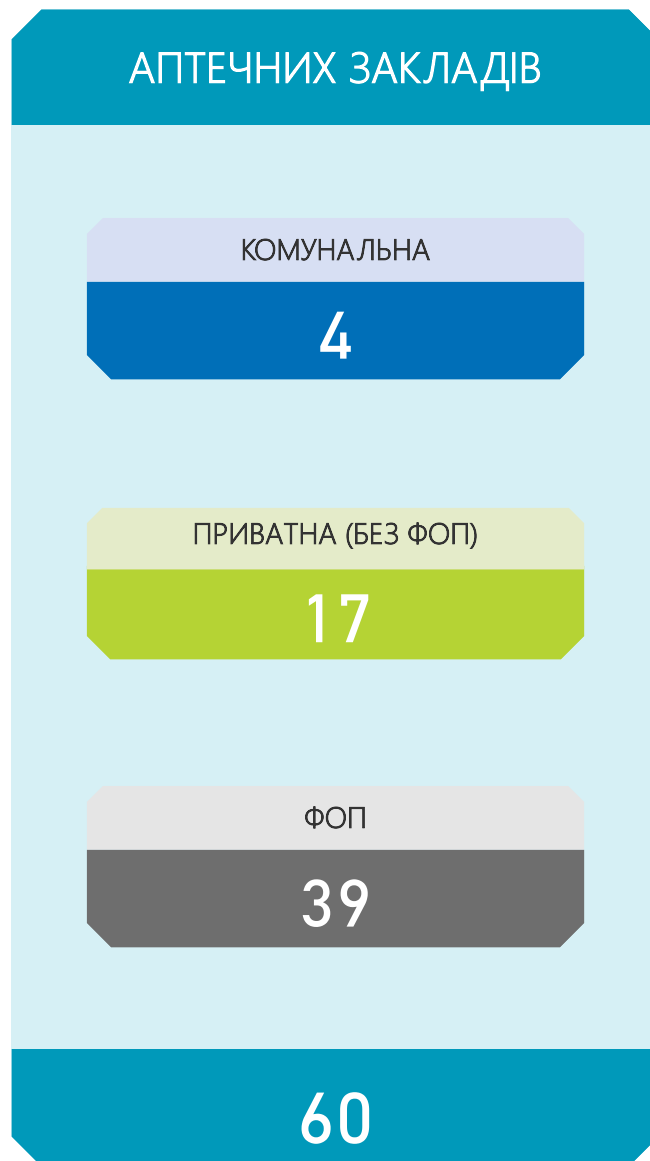 АПТЕЧНИХ ЗАКЛАДІВ
КОМУНАЛЬНА
4
ПРИВАТНА (БЕЗ ФОП)
17
ФОП
39
60